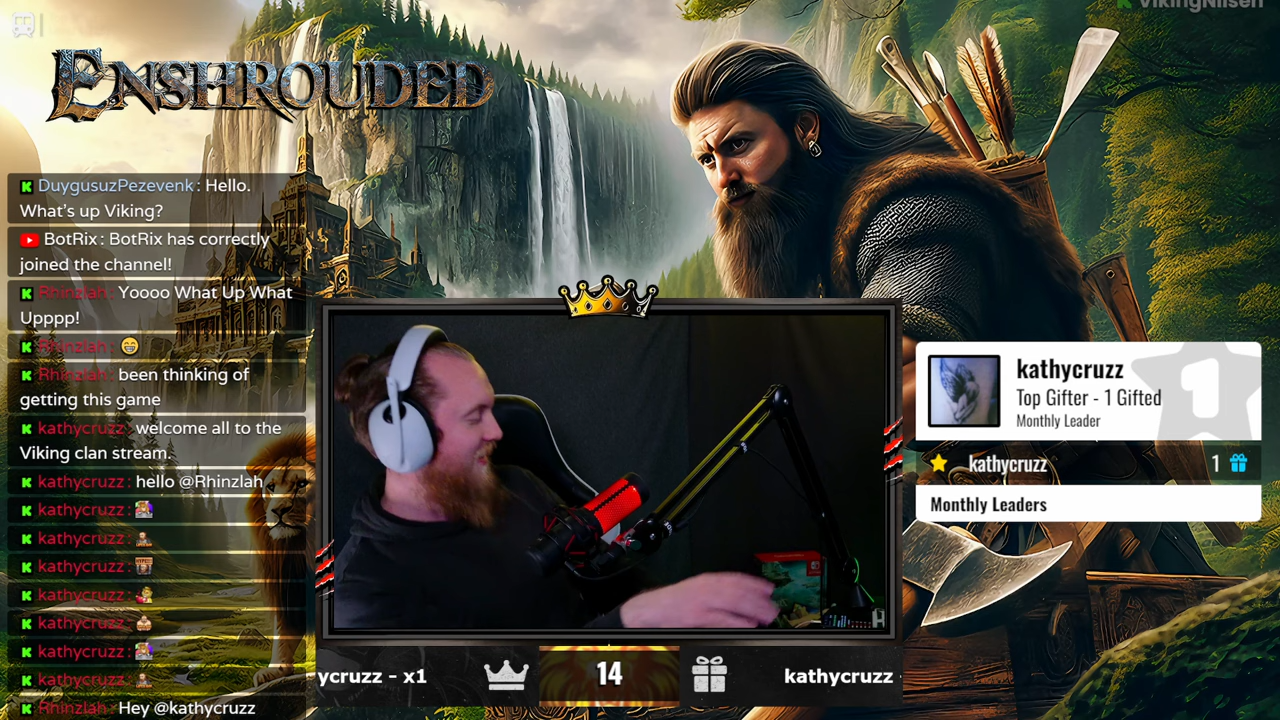 VikingNilsen
ENSHROUDED
DuygusuzPezevenk: Hello.
What's up Viking?
BotRix: BotRix has correctly
joined the channel!
Rhinzlah: Yoooo What Up What
Upppp!
Rhinzlah: 😁
Rhinzlah: been thinking of
getting this game
kathycruzz: welcome all to the
Viking clan stream.
kathycruzz: hello @Rhinzlah
kathycruzz:
kathycruzz:
kathycruzz:
kathycruzz:
kathycruzz:
kathycruzz:
kathycruzz:
Rhinzlah: Hey @kathycruzz
kathycruzz
Top Gifter - 1 Gifted
Monthly Leader
1
kathycruzz 1
Monthly Leaders
ycruzz - x1
14
kathycruzz